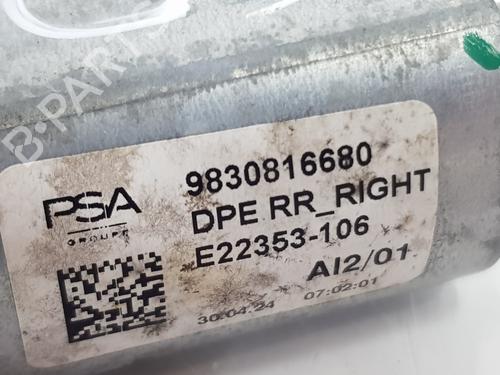 B-PARTS
PSA
GROUPE
9830816680
DPE RR_RIGHT
E22353-106
AI2/01
30.04.24 07:02:01